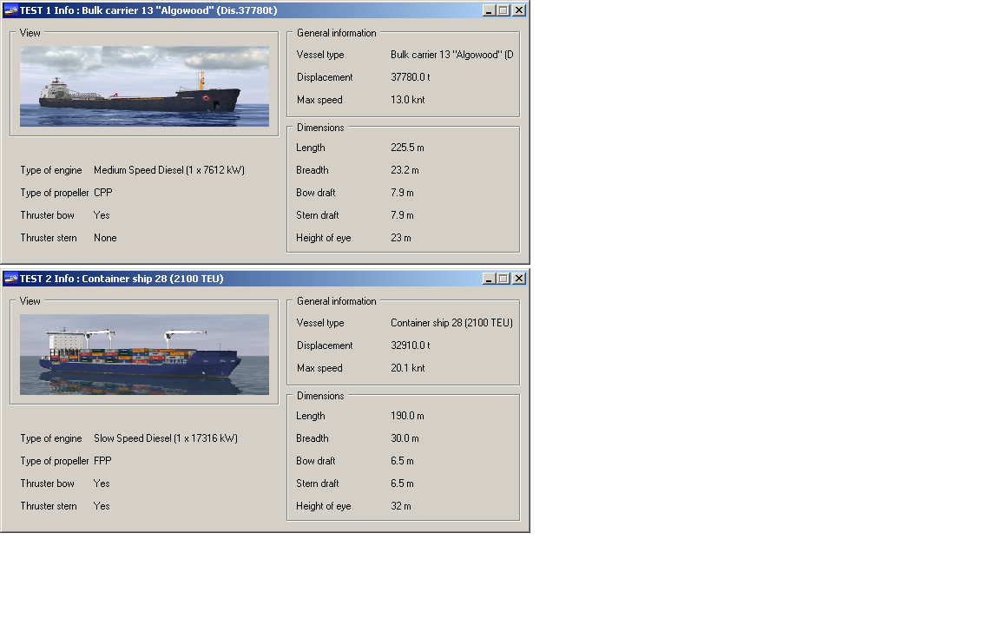 TEST 1 Info : Bulk carrier 13 "Algowood" (Dis.37780t)
View
General information
Vessel type Bulk carrier 13 "Algowood" (D
Displacement 37780.0 t
Max speed 13.0 knt
Dimensions
Length 225.5 m
Type of engine Medium Speed Diesel (1 x 7612 kW) Breadth 23.2 m
Type of propeller CPP Bow draft 7.9 m
Thruster bow Yes Stern draft 7.9 m
Thruster stern None Height of eye 23 m
TEST 2 Info : Container ship 28 (2100 TEU)
View
General information
Vessel type Container ship 28 (2100 TEU)
Displacement 32910.0 t
Max speed 20.1 knt
Dimensions
Length 190.0 m
Type of engine Slow Speed Diesel (1 x 17316 kW) Breadth 30.0 m
Type of propeller FPP Bow draft 6.5 m
Thruster bow Yes Stern draft 6.5 m
Thruster stern Yes Height of eye 32 m